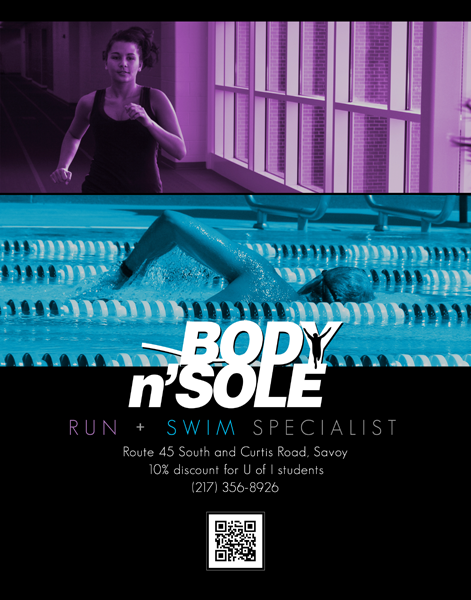 BODY
n'SOLE
RUN + SWIM SPECIALIST
Route 45 South and Curtis Road, Savoy
10% discount for U of I students
(217) 356-8926